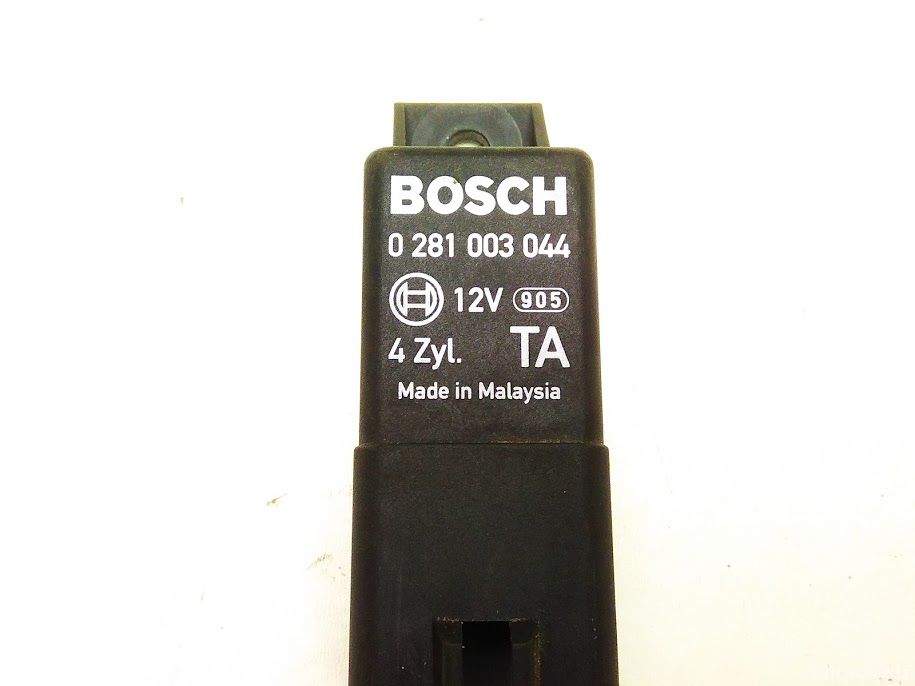 BOSCH
0 281 003 044
12V 905
4 Zyl. TA
Made in Malaysia